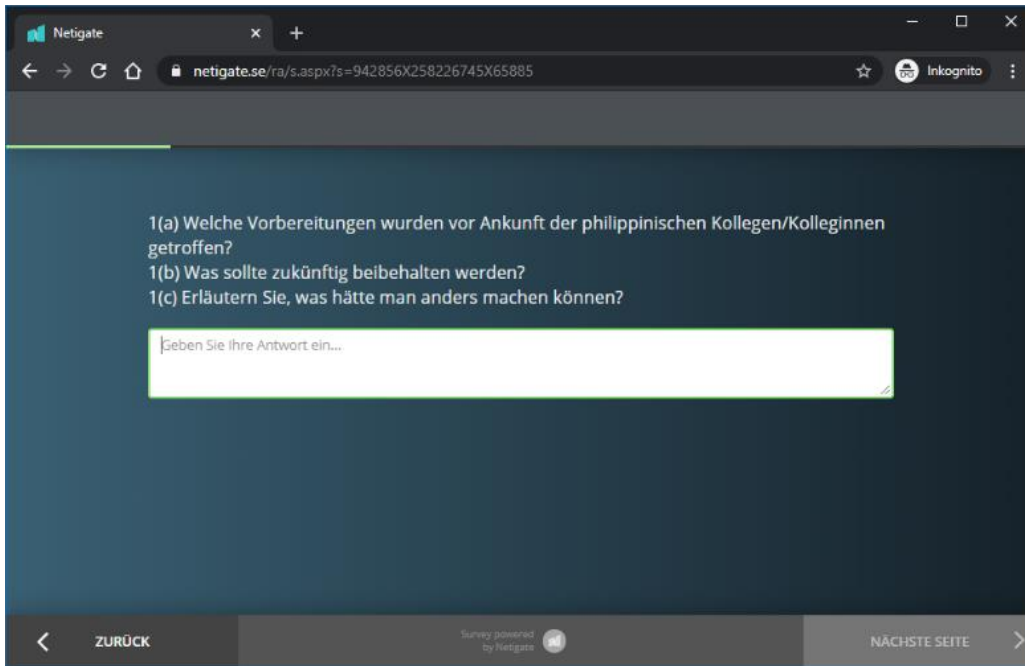 Netigate
netigate.se/ra/s.aspx?s=942856X258226745X65885
Inkognito
1(a) Welche Vorbereitungen wurden vor Ankunft der philippinischen Kollegen/Kolleginnen
getroffen?
1(b) Was sollte zukünftig beibehalten werden?
1(c) Erläutern Sie, was hätte man anders machen können?
Geben Sie Ihre Antwort ein...
ZURÜCK
Survey powered
by Netigate
NÄCHSTE SEITE